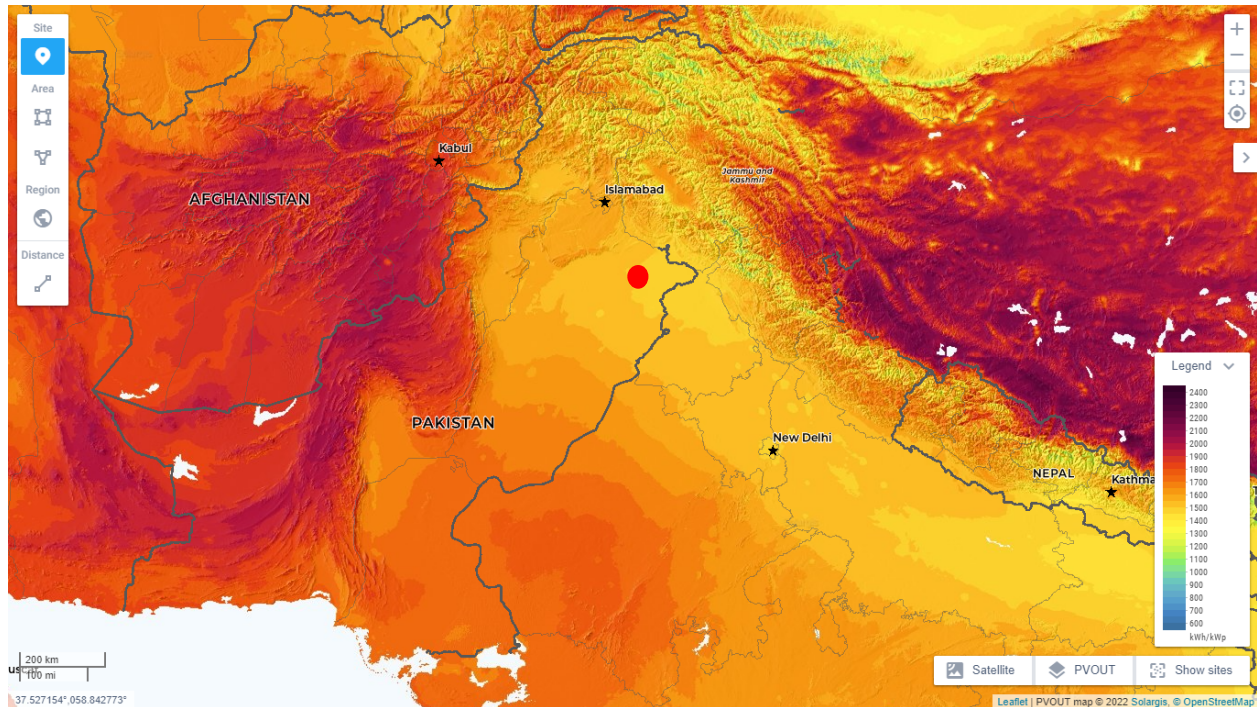 Site
Area
Region
Distance
Kabul
AFGHANISTAN
Islamabad
Jammu and
Kashmir
PAKISTAN
New Delhi
NEPAL
Kathma
Legend
2400
2300
2200
2100
2000
1900
1800
1700
1600
1500
1400
1300
1200
1100
1000
900
800
700
600
kWh/kWp
200 km
100 mi
37.527154°,058.842773°
Satellite
PVOUT
Show sites
Leaflet | PVOUT map © 2022 Solargis, © OpenStreetMap